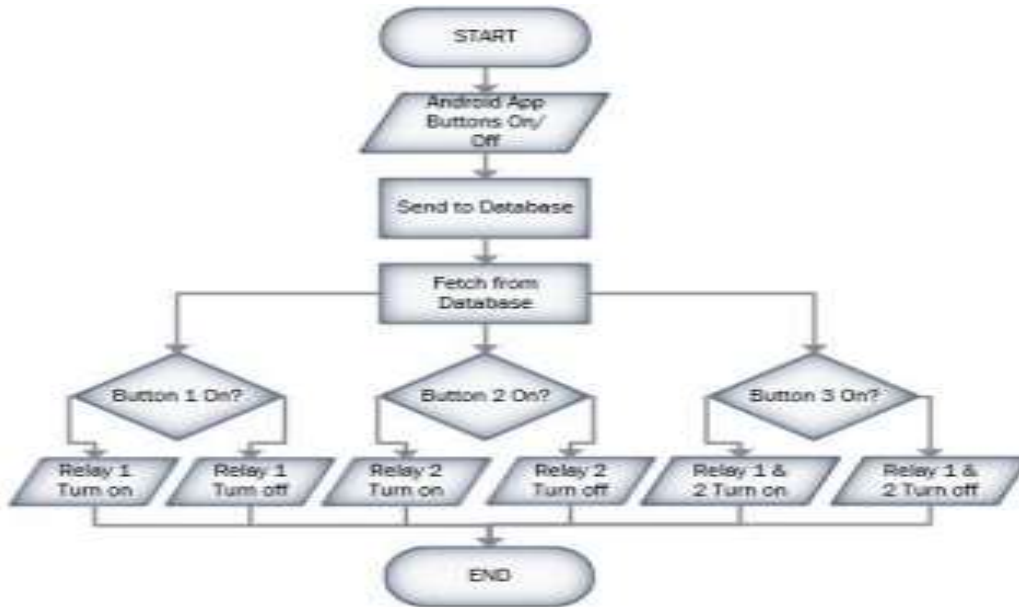 START
Android App
Buttons On/
Off
Send to Database
Fetch from
Database
Button 1 On?
Button 2 On?
Button 3 On?
Relay 1
Turn on
Relay 1
Turn off
Relay 2
Turn on
Relay 2
Turn off
Relay 1 &
2 Turn on
Relay 1 &
2 Turn off
END